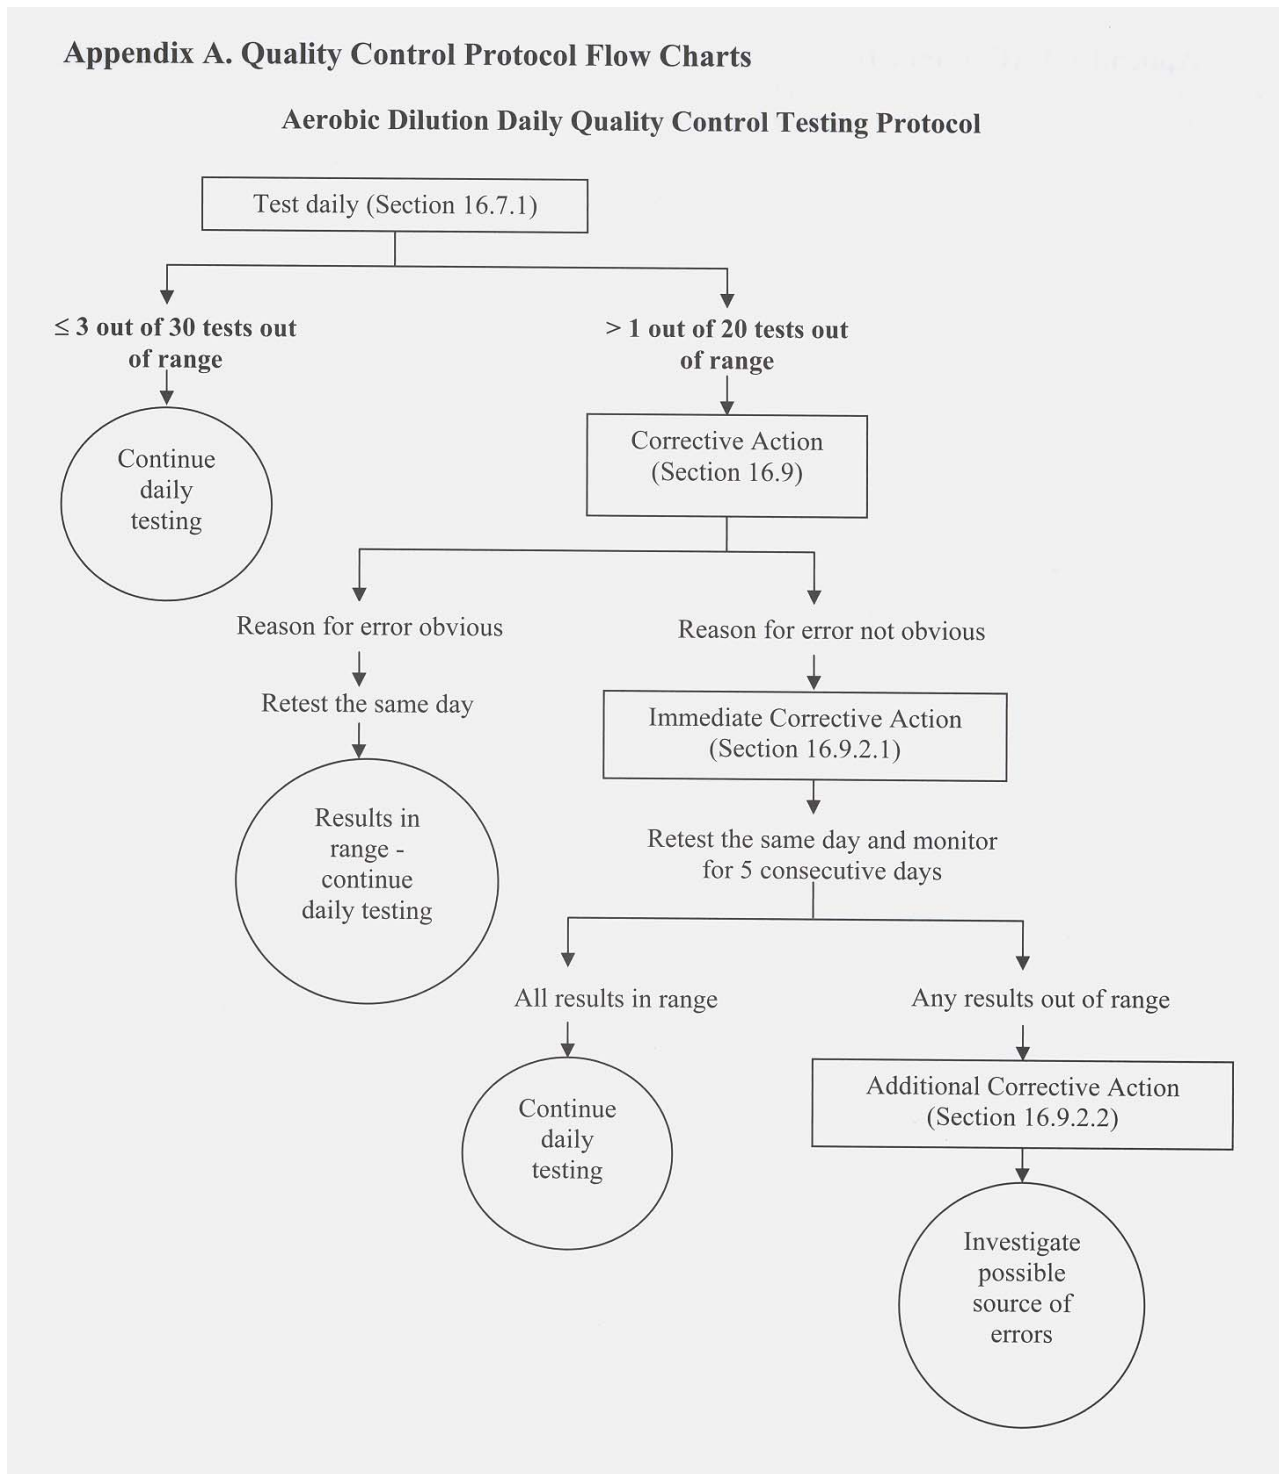 Appendix A. Quality Control Protocol Flow Charts
Aerobic Dilution Daily Quality Control Testing Protocol
Test daily (Section 16.7.1)
≤ 3 out of 30 tests out
of range
> 1 out of 20 tests out
of range
Continue
daily
testing
Corrective Action
(Section 16.9)
Reason for error obvious
Reason for error not obvious
Retest the same day
Immediate Corrective Action
(Section 16.9.2.1)
Results in
range -
continue
daily testing
Retest the same day and monitor
for 5 consecutive days
All results in range
Any results out of range
Continue
daily
testing
Additional Corrective Action
(Section 16.9.2.2)
Investigate
possible
source of
errors